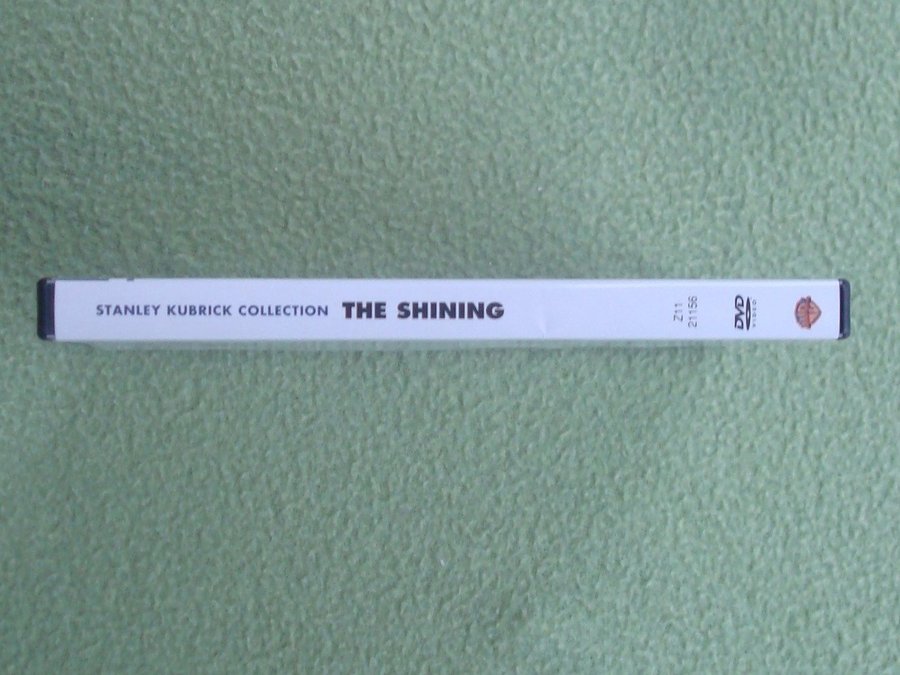 STANLEY KUBRICK COLLECTION THE SHINING
Z11
21156
DVD
VIDEO